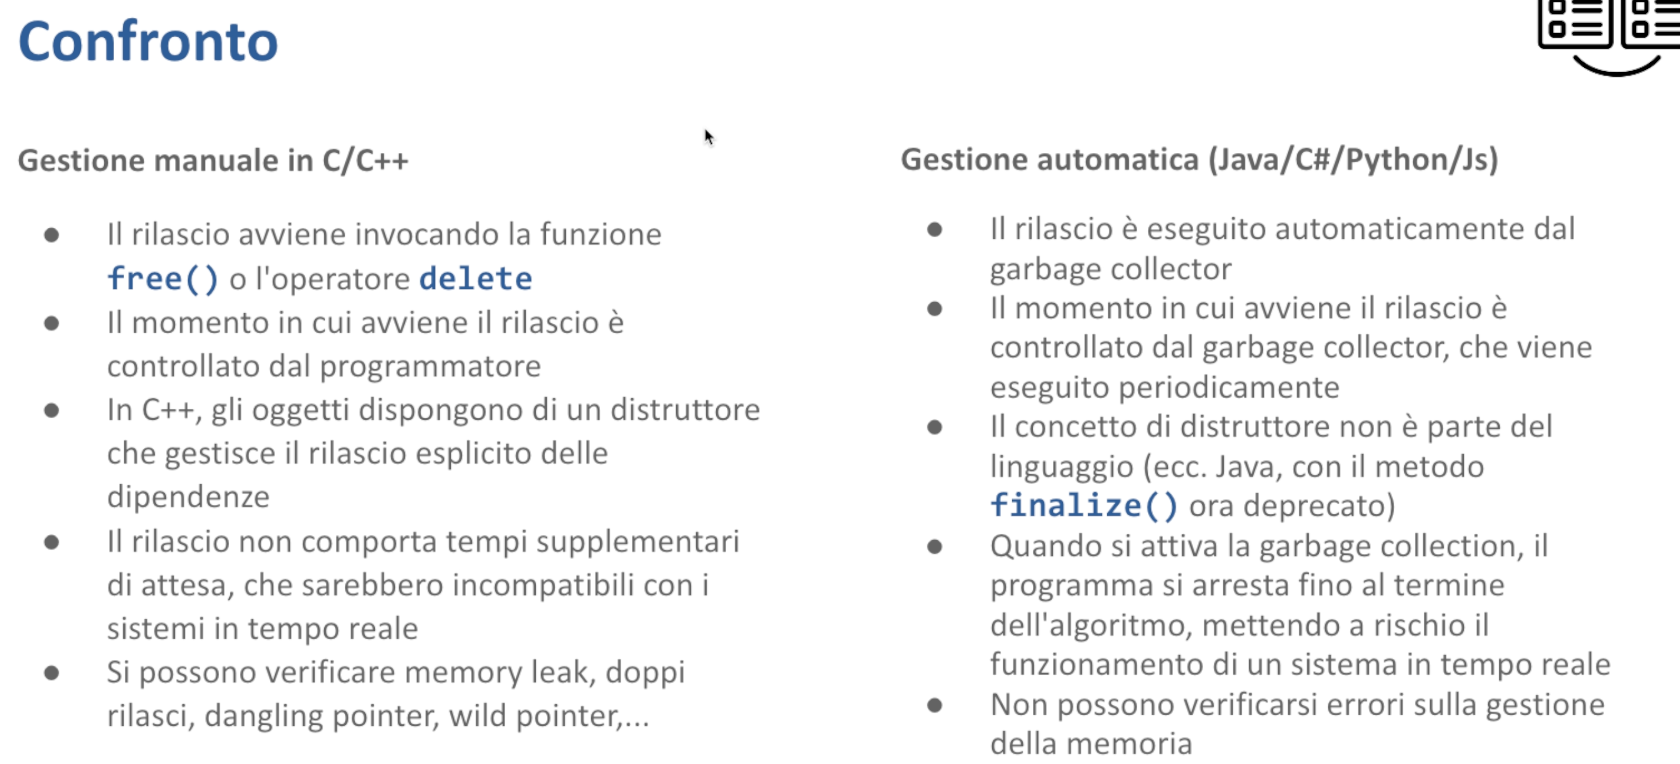 Confronto
Gestione manuale in C/C++
● Il rilascio avviene invocando la funzione
free() o l'operatore delete
● Il momento in cui avviene il rilascio è
controllato dal programmatore
● In C++, gli oggetti dispongono di un distruttore
che gestisce il rilascio esplicito delle
dipendenze
● Il rilascio non comporta tempi supplementari
di attesa, che sarebbero incompatibili con i
sistemi in tempo reale
● Si possono verificare memory leak, doppi
rilasci, dangling pointer, wild pointer,...
Gestione automatica (Java/C#/Python/Js)
● Il rilascio è eseguito automaticamente dal
garbage collector
● Il momento in cui avviene il rilascio è
controllato dal garbage collector, che viene
eseguito periodicamente
● Il concetto di distruttore non è parte del
linguaggio (ecc. Java, con il metodo
finalize() ora deprecato)
● Quando si attiva la garbage collection, il
programma si arresta fino al termine
dell'algoritmo, mettendo a rischio il
funzionamento di un sistema in tempo reale
● Non possono verificarsi errori sulla gestione
della memoria